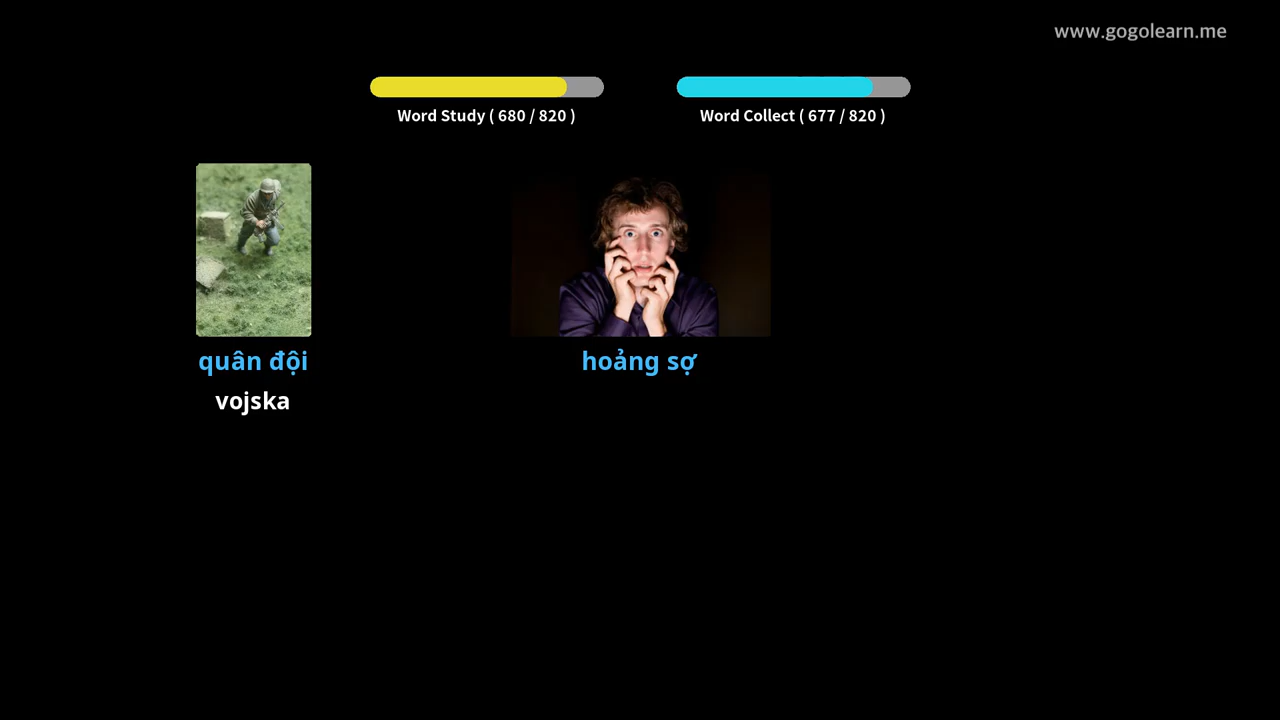 www.gogolearn.me
Word Study ( 680 / 820 )
Word Collect ( 677 / 820 )
quân đội
hoảng sợ
vojska